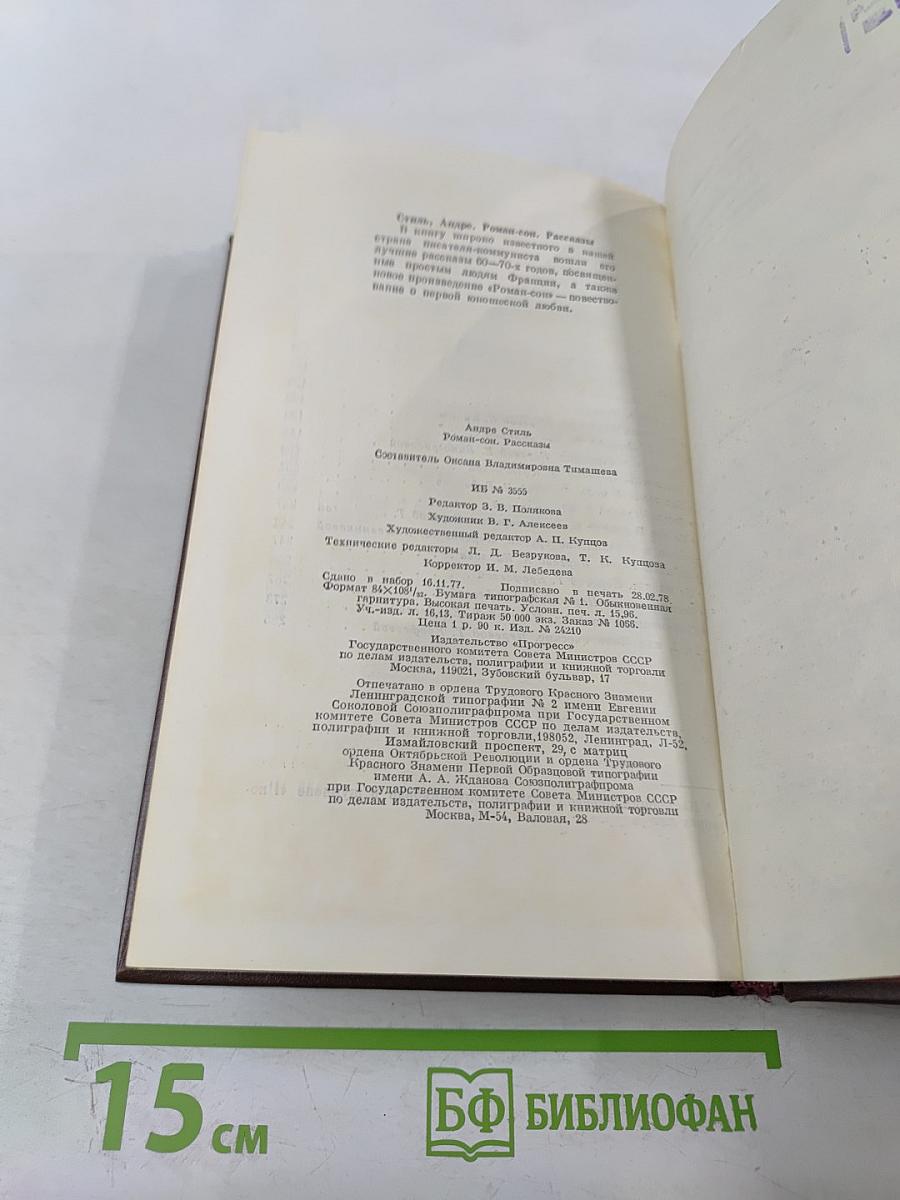 Стиль, Андре. Роман-сон. Рассказы
В книгу широко известного в нашей
стране писателя-коммуниста вошли его
лучшие рассказы 60—70-х годов, посвящен-
ные простым людям Франции, а также
новое произведение «Роман-сон» — повество-
вание о первой юношеской любви.
Андре Стиль
Роман-сон. Рассказы
Составитель Оксана Владимировна Тимашева
ИБ № 3555
Редактор З. В. Полякова
Художник В. Г. Алексеев
Художественный редактор А. П. Купцов
Технические редакторы Л. Д. Безрукова, Т. К. Купцова
Корректор И. М. Лебедева
Сдано в набор 16.11.77. Подписано в печать 28.02.78.
Формат 84×108 1/32. Бумага типографская № 1. Обыкновенная
гарнитура. Высокая печать. Условн. печ. л. 15,96.
Уч.-изд. л. 16,13. Тираж 50 000 экз. Заказ № 1056.
Цена 1 р. 90 к. Изд. № 24210
Издательство «Прогресс»
Государственного комитета Совета Министров СССР
по делам издательств, полиграфии и книжной торговли
Москва, 119021, Зубовский бульвар, 17
Отпечатано в ордена Трудового Красного Знамени
Ленинградской типографии № 2 имени Евгении
Соколовой Союзполиграфпрома при Государственном
комитете Совета Министров СССР по делам издательств,
полиграфии и книжной торговли,198052, Ленинград, Л-52,
Измайловский проспект, 29, с матриц
ордена Октябрьской Революции и ордена Трудового
Красного Знамени Первой Образцовой типографии
имени А. А. Жданова Союзполиграфпрома
при Государственном комитете Совета Министров СССР
по делам издательств, полиграфии и книжной торговли
Москва, М-54, Валовая, 28
15 см
БФ БИБЛИОФАН